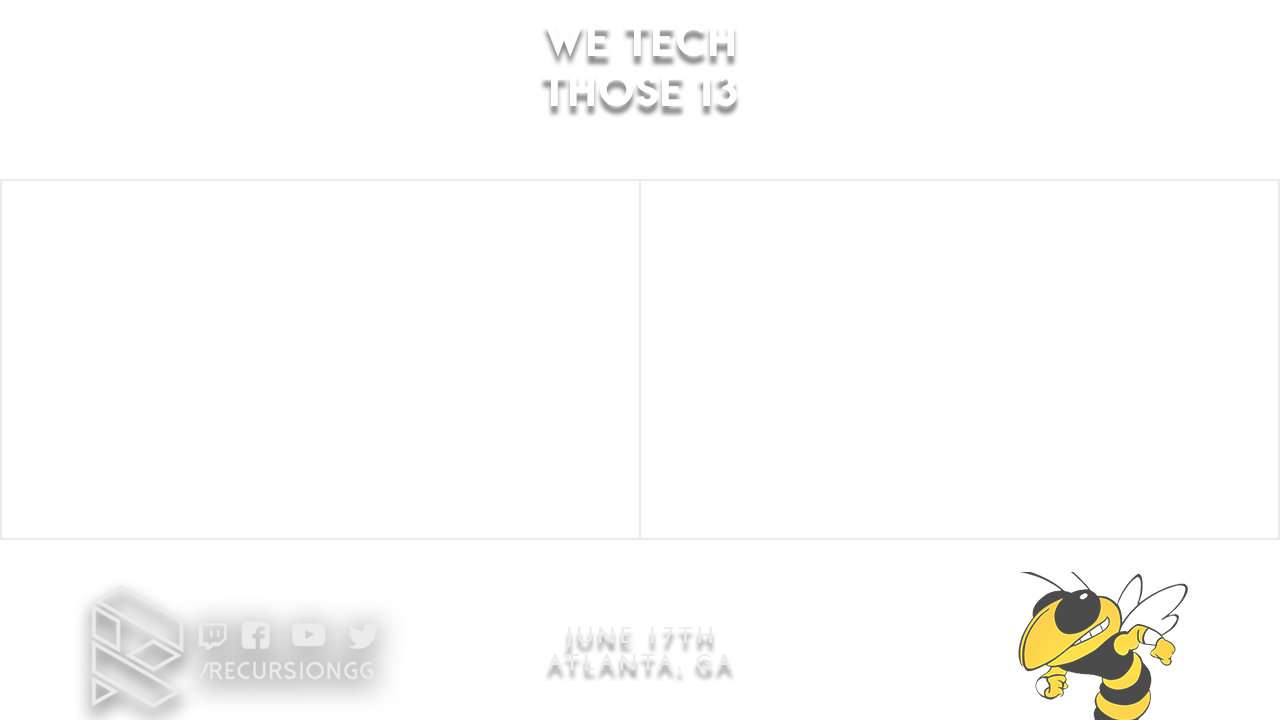 WE TECH
THOSE 13
/RECURSIONGG
JUNE 17TH
ATLANTA, GA